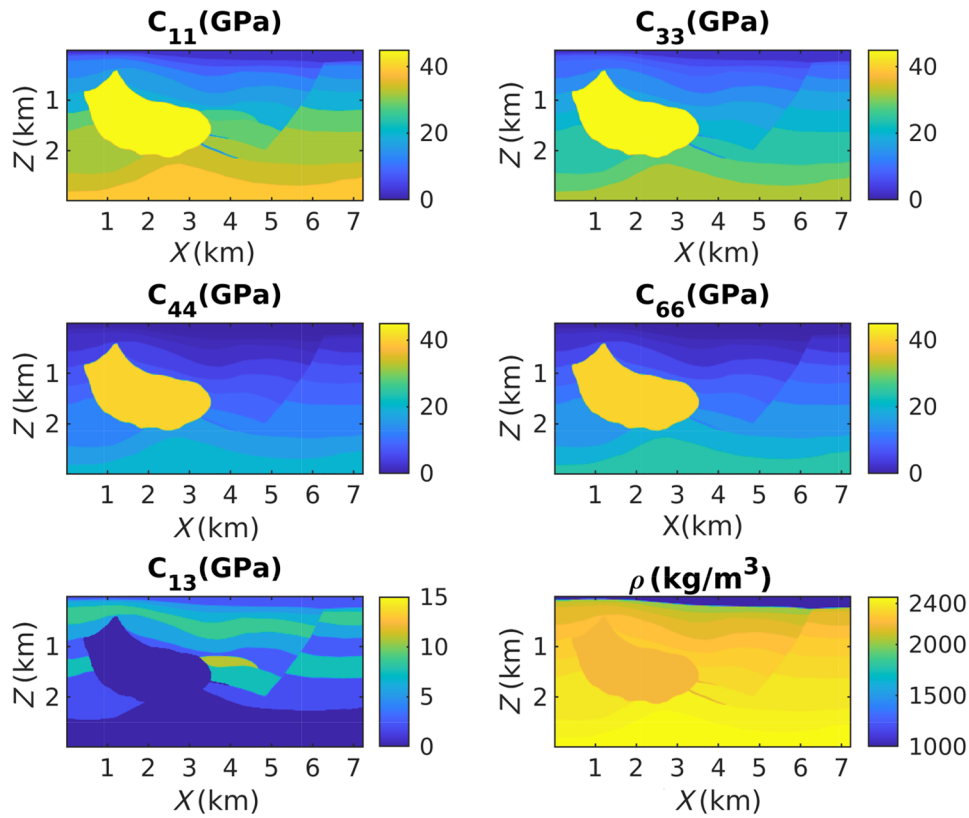 C11(GPa)
Z (km)
1
2
1 2 3 4 5 6 7
X (km)
40
20
0
C33(GPa)
Z (km)
1
2
1 2 3 4 5 6 7
X (km)
40
20
0
C44(GPa)
Z (km)
1
2
1 2 3 4 5 6 7
X (km)
40
20
0
C66(GPa)
Z (km)
1
2
1 2 3 4 5 6 7
X(km)
40
20
0
C13(GPa)
Z (km)
1
2
1 2 3 4 5 6 7
X (km)
15
10
5
0
ρ (kg/m³)
Z (km)
1
2
1 2 3 4 5 6 7
X (km)
2400
2000
1500
1000